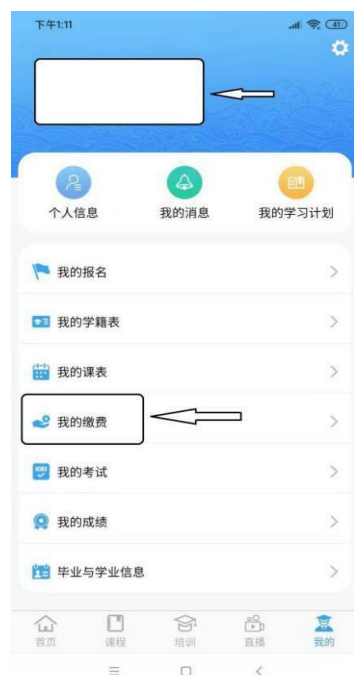 下午1:11
41
个人信息
我的消息
我的学习计划
我的报名
我的学籍表
我的课表
我的缴费
我的考试
我的成绩
毕业与学业信息
首页
课程
培训
直播
我的